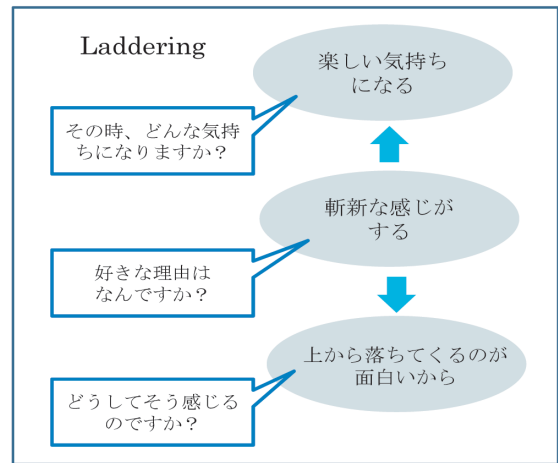 Laddering
楽しい気持ち
になる
その時、どんな気持
ちになりますか？
斬新な感じが
する
好きな理由は
なんですか？
上から落ちてくるのが
面白いから
どうしてそう感じる
のですか？